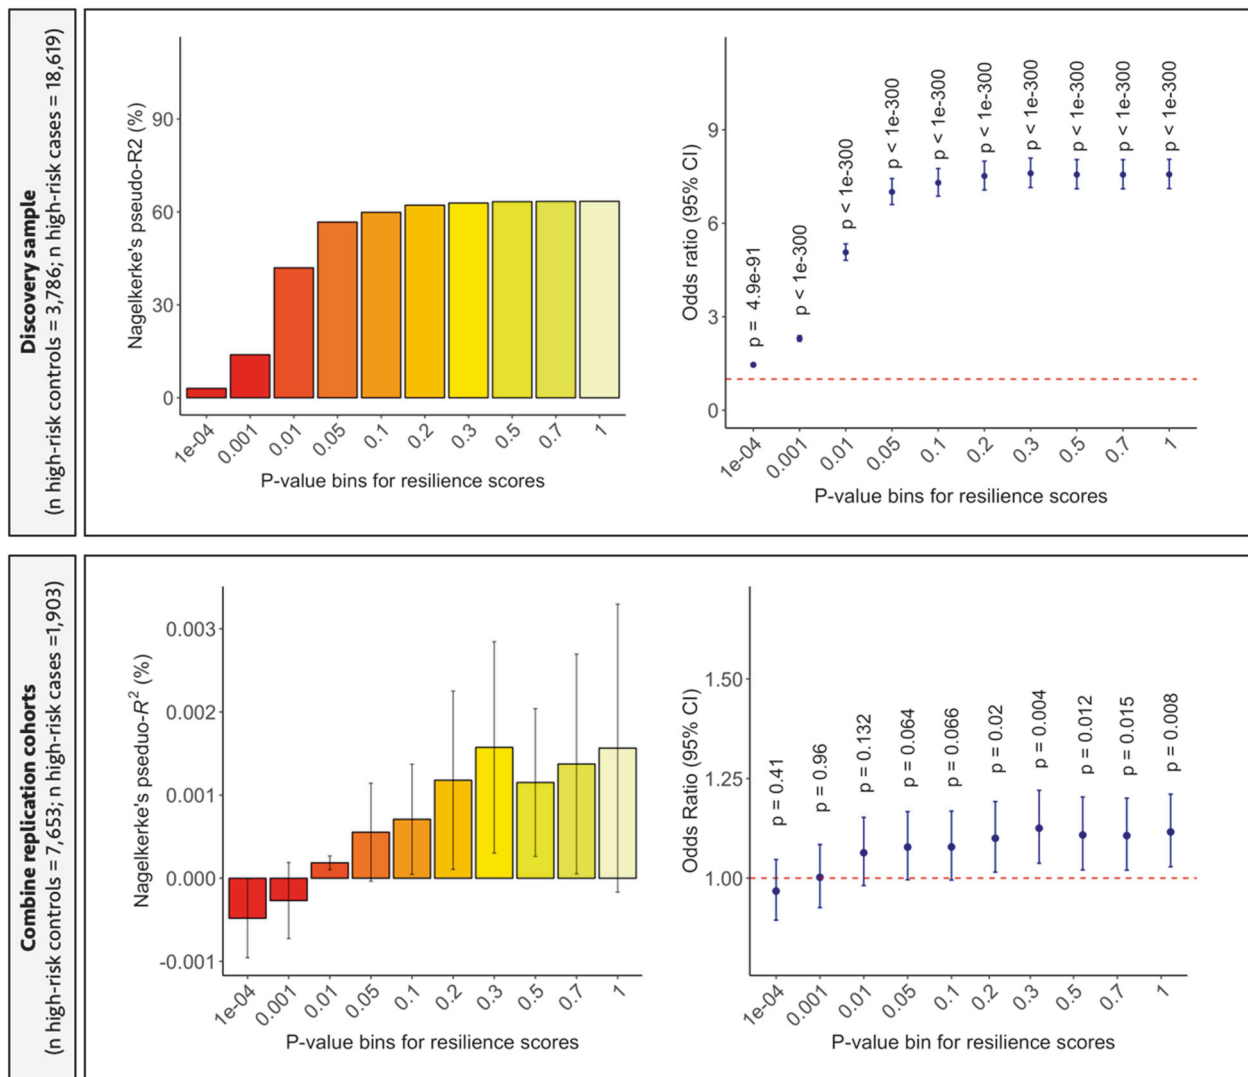 Discovery sample
(n high-risk controls = 3,786; n high-risk cases = 18,619)
Nagelkerke's pseudo-R2 (%)
90
60
30
0
1e-04
0.001
0.01
0.05
0.1
0.2
0.3
0.5
0.7
1
P-value bins for resilience scores
Odds ratio (95% CI)
9
6
3
0
p = 4.9e-91
p < 1e-300
p < 1e-300
p < 1e-300
p < 1e-300
p < 1e-300
p < 1e-300
p < 1e-300
p < 1e-300
p < 1e-300
1e-04
0.001
0.01
0.05
0.1
0.2
0.3
0.5
0.7
1
P-value bins for resilience scores
Combine replication cohorts
(n high-risk controls = 7,653; n high-risk cases =1,903)
Nagelkerke's pseduo-R² (%)
0.003
0.002
0.001
0.000
-0.001
1e-04
0.001
0.01
0.05
0.1
0.2
0.3
0.5
0.7
1
P-value bins for resilience scores
Odds Ratio (95% CI)
1.50
1.25
1.00
p = 0.41
p = 0.96
p = 0.132
p = 0.064
p = 0.066
p = 0.02
p = 0.004
p = 0.012
p = 0.015
p = 0.008
1e-04
0.001
0.01
0.05
0.1
0.2
0.3
0.5
0.7
1
P-value bin for resilience scores